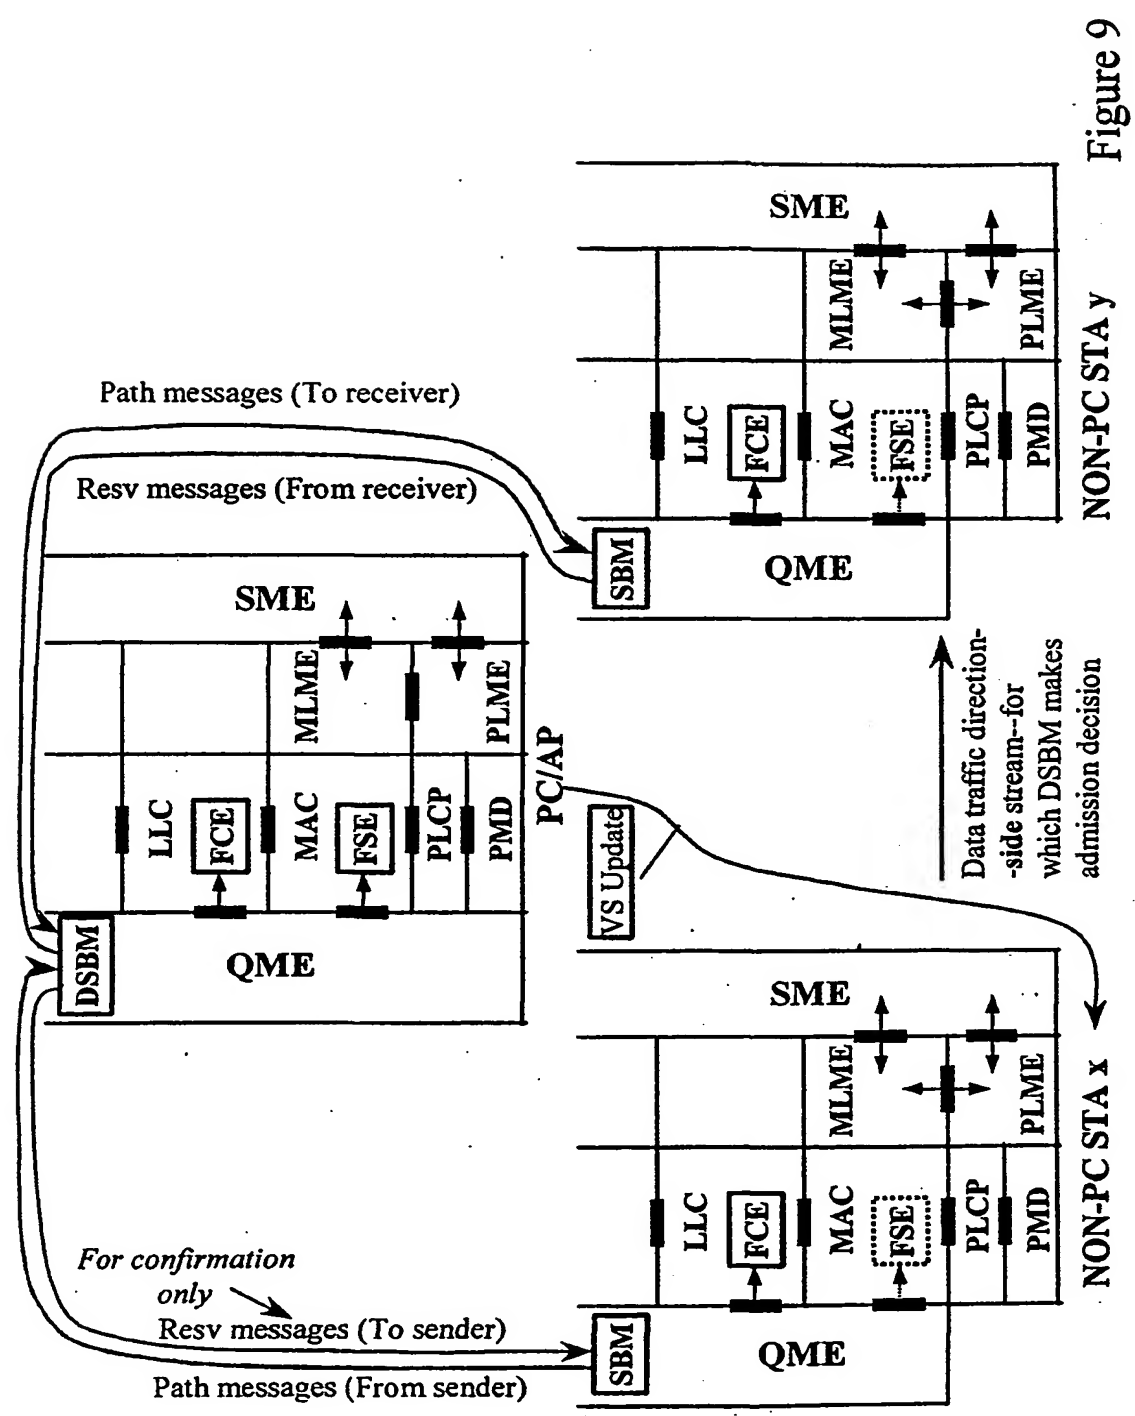 Path messages (To receiver)
Resv messages (From receiver)
DSBM
QME
LLC
FCE
MAC
FSE
PLCP
PMD
MLME
PLME
SME
PC/AP
VS Update
For confirmation
only
Resv messages (To sender)
Path messages (From sender)
SBM
QME
LLC
FCE
MAC
FSE
PLCP
PMD
MLME
PLME
SME
NON-PC STA x
Data traffic direction-
-side stream--for
which DSBM makes
admission decision
SBM
QME
LLC
FCE
MAC
FSE
PLCP
PMD
MLME
PLME
SME
NON-PC STA y
Figure 9